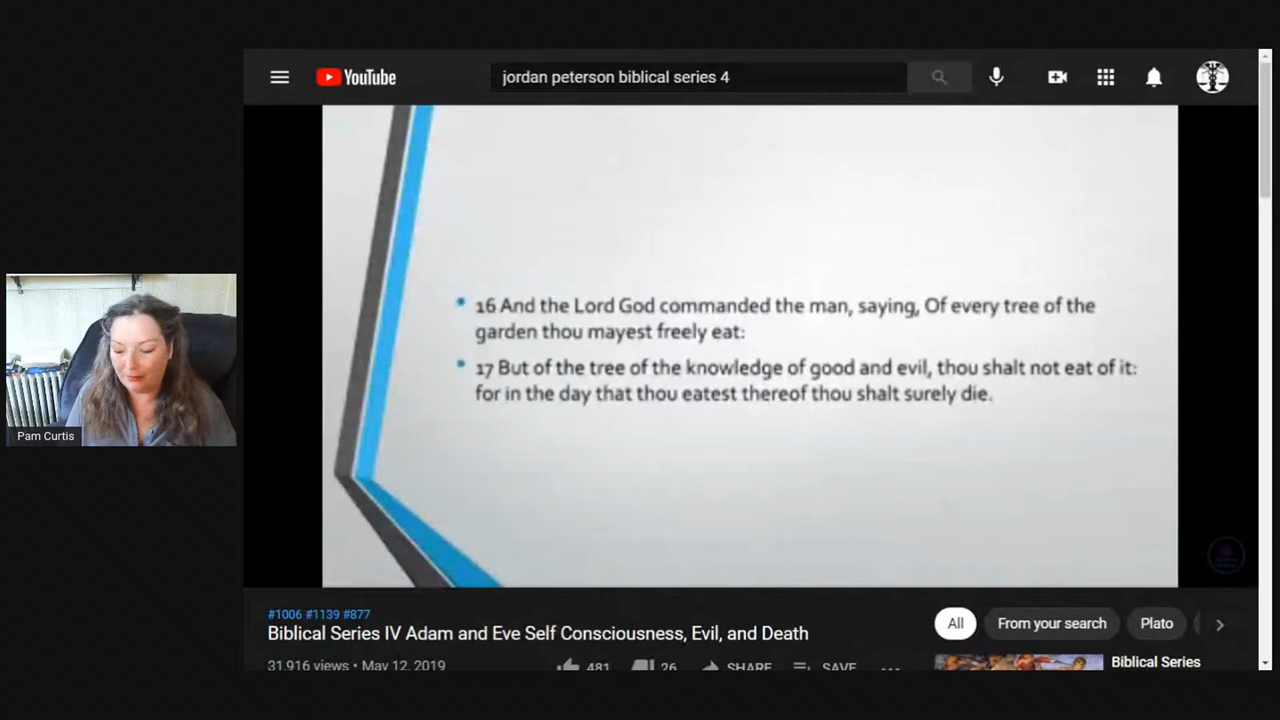 YouTube
jordan peterson biblical series 4
16 And the Lord God commanded the man, saying, Of every tree of the
garden thou mayest freely eat:
17 But of the tree of the knowledge of good and evil, thou shalt not eat of it:
for in the day that thou eatest thereof thou shalt surely die.
Pam Curtis
#1006 #1139 #877
Biblical Series IV Adam and Eve Self Consciousness, Evil, and Death
All
From your search
Plato
31,916 views • May 12, 2019
481
26
SHARE
SAVE
Biblical Series